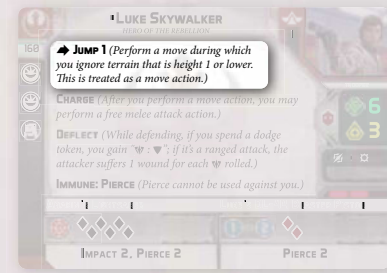 LUKE SKYWALKER
HERO OF THE REBELLION
168
JUMP 1 (Perform a move during which
you ignore terrain that is height 1 or lower.
This is treated as a move action.)
CHARGE (After you perform a move action, you may
perform a free melee attack action.)
DEFLECT (While defending, if you spend a dodge
token, you gain " : "; if it's a ranged attack, the
attacker suffers 1 wound for each rolled.)
IMMUNE: PIERCE (Pierce cannot be used against you.)
6
3
:
IMPACT 2, PIERCE 2
PIERCE 2